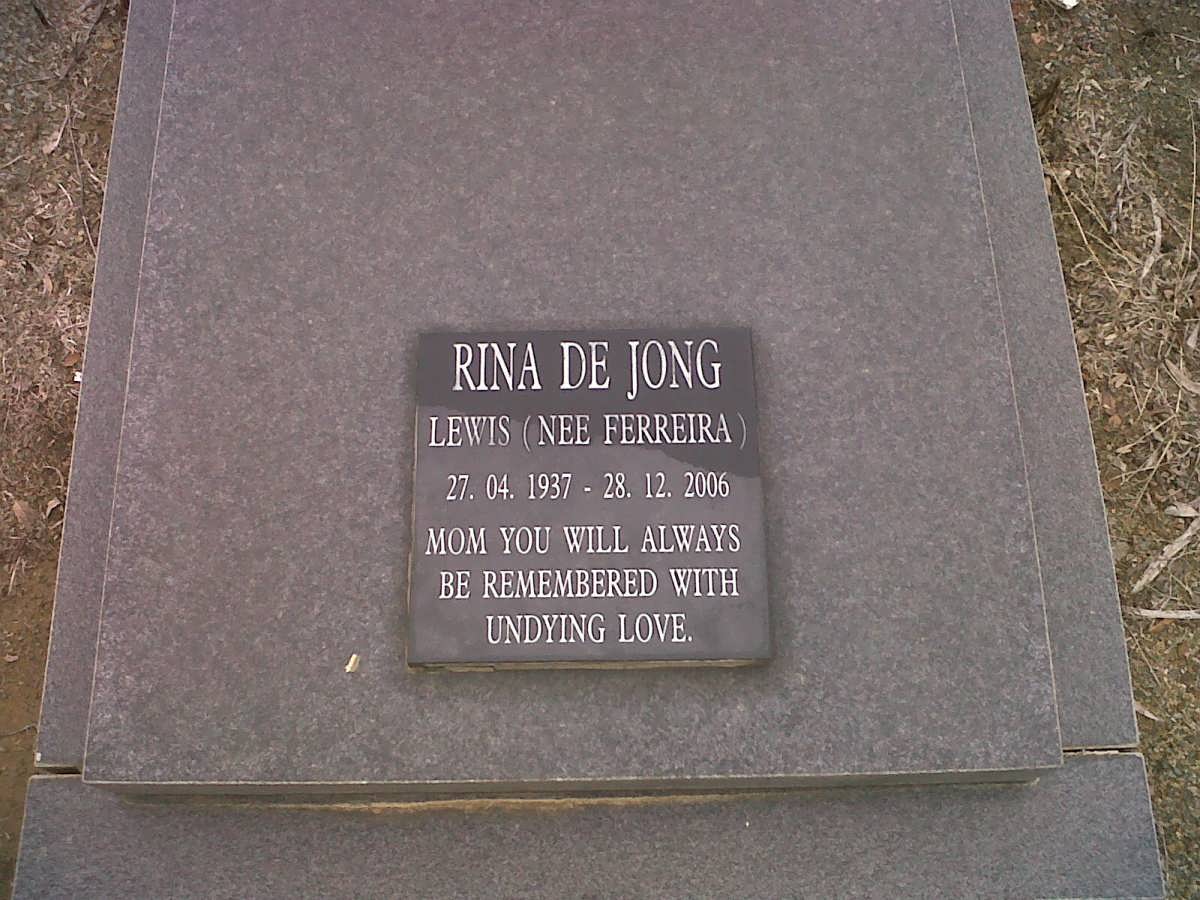 RINA DE JONG
LEWIS (NEE FERREIRA)
27. 04. 1937 - 28. 12. 2006
MOM YOU WILL ALWAYS
BE REMEMBERED WITH
UNDYING LOVE.